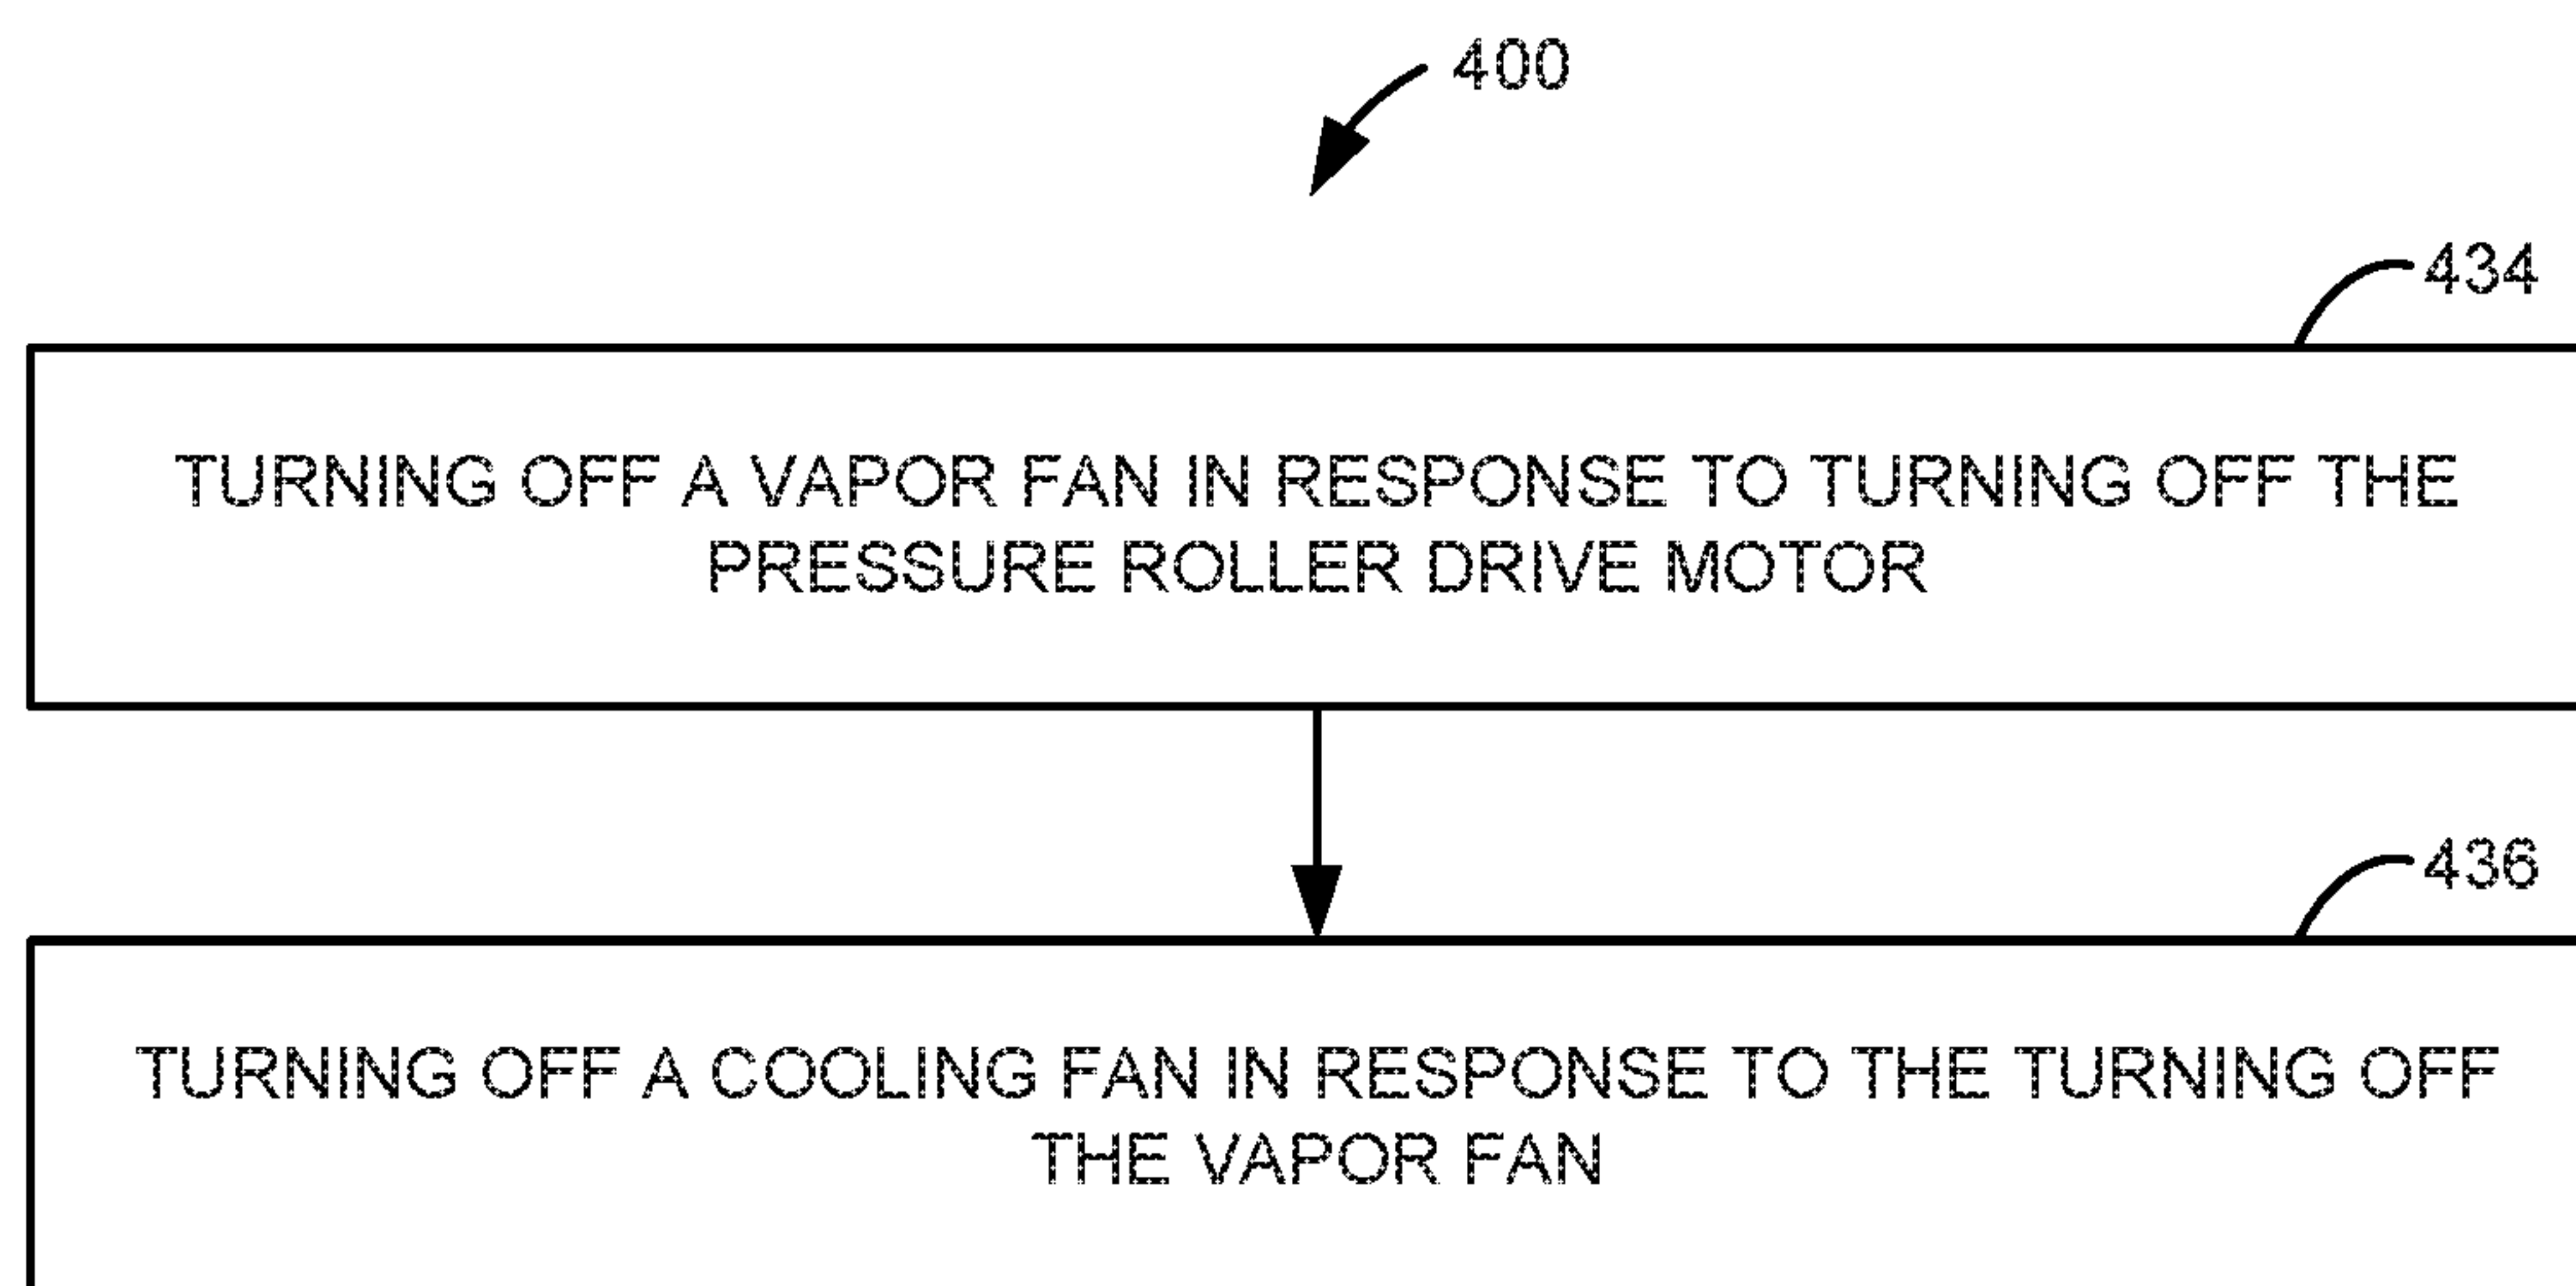 400
434
TURNING OFF A VAPOR FAN IN RESPONSE TO TURNING OFF THE
PRESSURE ROLLER DRIVE MOTOR
436
TURNING OFF A COOLING FAN IN RESPONSE TO THE TURNING OFF
THE VAPOR FAN